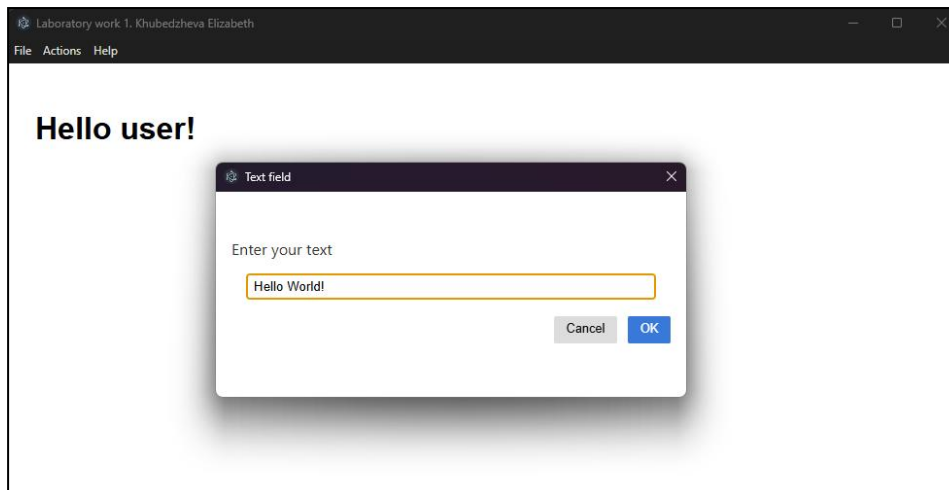 Laboratory work 1. Khubedzheva Elizabeth
File Actions Help
Hello user!
Text field
Enter your text
Hello World!
Cancel OK